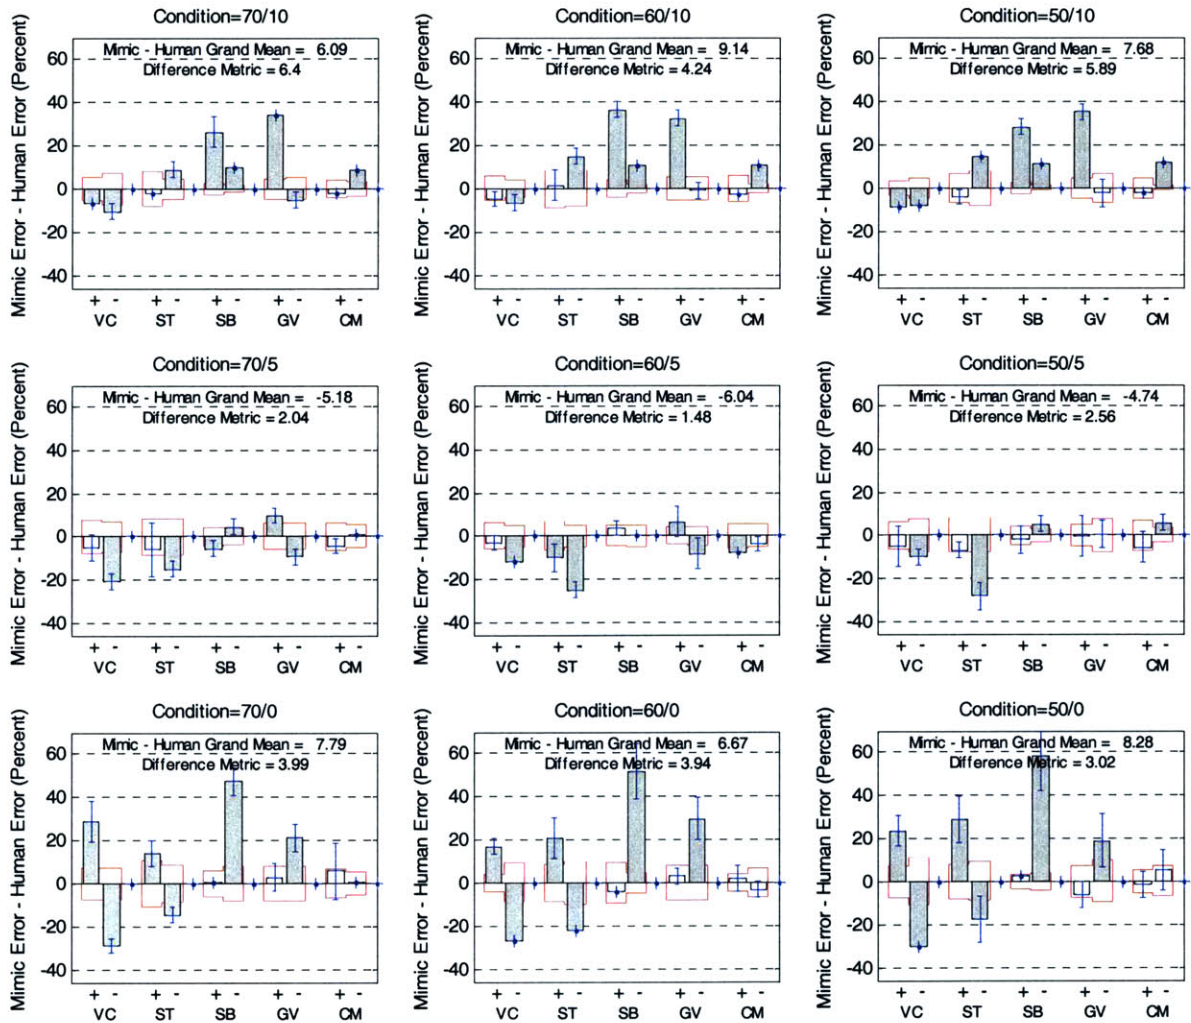 Condition=70/10
Mimic Error - Human Error (Percent)
Mimic - Human Grand Mean = 6.09
Difference Metric = 6.4
60
40
20
0
-20
-40
+ - + - + - + - + -
VC ST SB GV CM
Condition=60/10
Mimic Error - Human Error (Percent)
Mimic - Human Grand Mean = 9.14
Difference Metric = 4.24
60
40
20
0
-20
-40
+ - + - + - + - + -
VC ST SB GV CM
Condition=50/10
Mimic Error - Human Error (Percent)
Mimic - Human Grand Mean = 7.68
Difference Metric = 5.89
60
40
20
0
-20
-40
+ - + - + - + - + -
VC ST SB GV CM
Condition=70/5
Mimic Error - Human Error (Percent)
Mimic - Human Grand Mean = -5.18
Difference Metric = 2.04
60
40
20
0
-20
-40
+ - + - + - + - + -
VC ST SB GV CM
Condition=60/5
Mimic Error - Human Error (Percent)
Mimic - Human Grand Mean = -6.04
Difference Metric = 1.48
60
40
20
0
-20
-40
+ - + - + - + - + -
VC ST SB GV CM
Condition=50/5
Mimic Error - Human Error (Percent)
Mimic - Human Grand Mean = -4.74
Difference Metric = 2.56
60
40
20
0
-20
-40
+ - + - + - + - + -
VC ST SB GV CM
Condition=70/0
Mimic Error - Human Error (Percent)
Mimic - Human Grand Mean = 7.79
Difference Metric = 3.99
60
40
20
0
-20
-40
+ - + - + - + - + -
VC ST SB GV CM
Condition=60/0
Mimic Error - Human Error (Percent)
Mimic - Human Grand Mean = 6.67
Difference Metric = 3.94
60
40
20
0
-20
-40
+ - + - + - + - + -
VC ST SB GV CM
Condition=50/0
Mimic Error - Human Error (Percent)
Mimic - Human Grand Mean = 8.28
Difference Metric = 3.02
60
40
20
0
-20
-40
+ - + - + - + - + -
VC ST SB GV CM